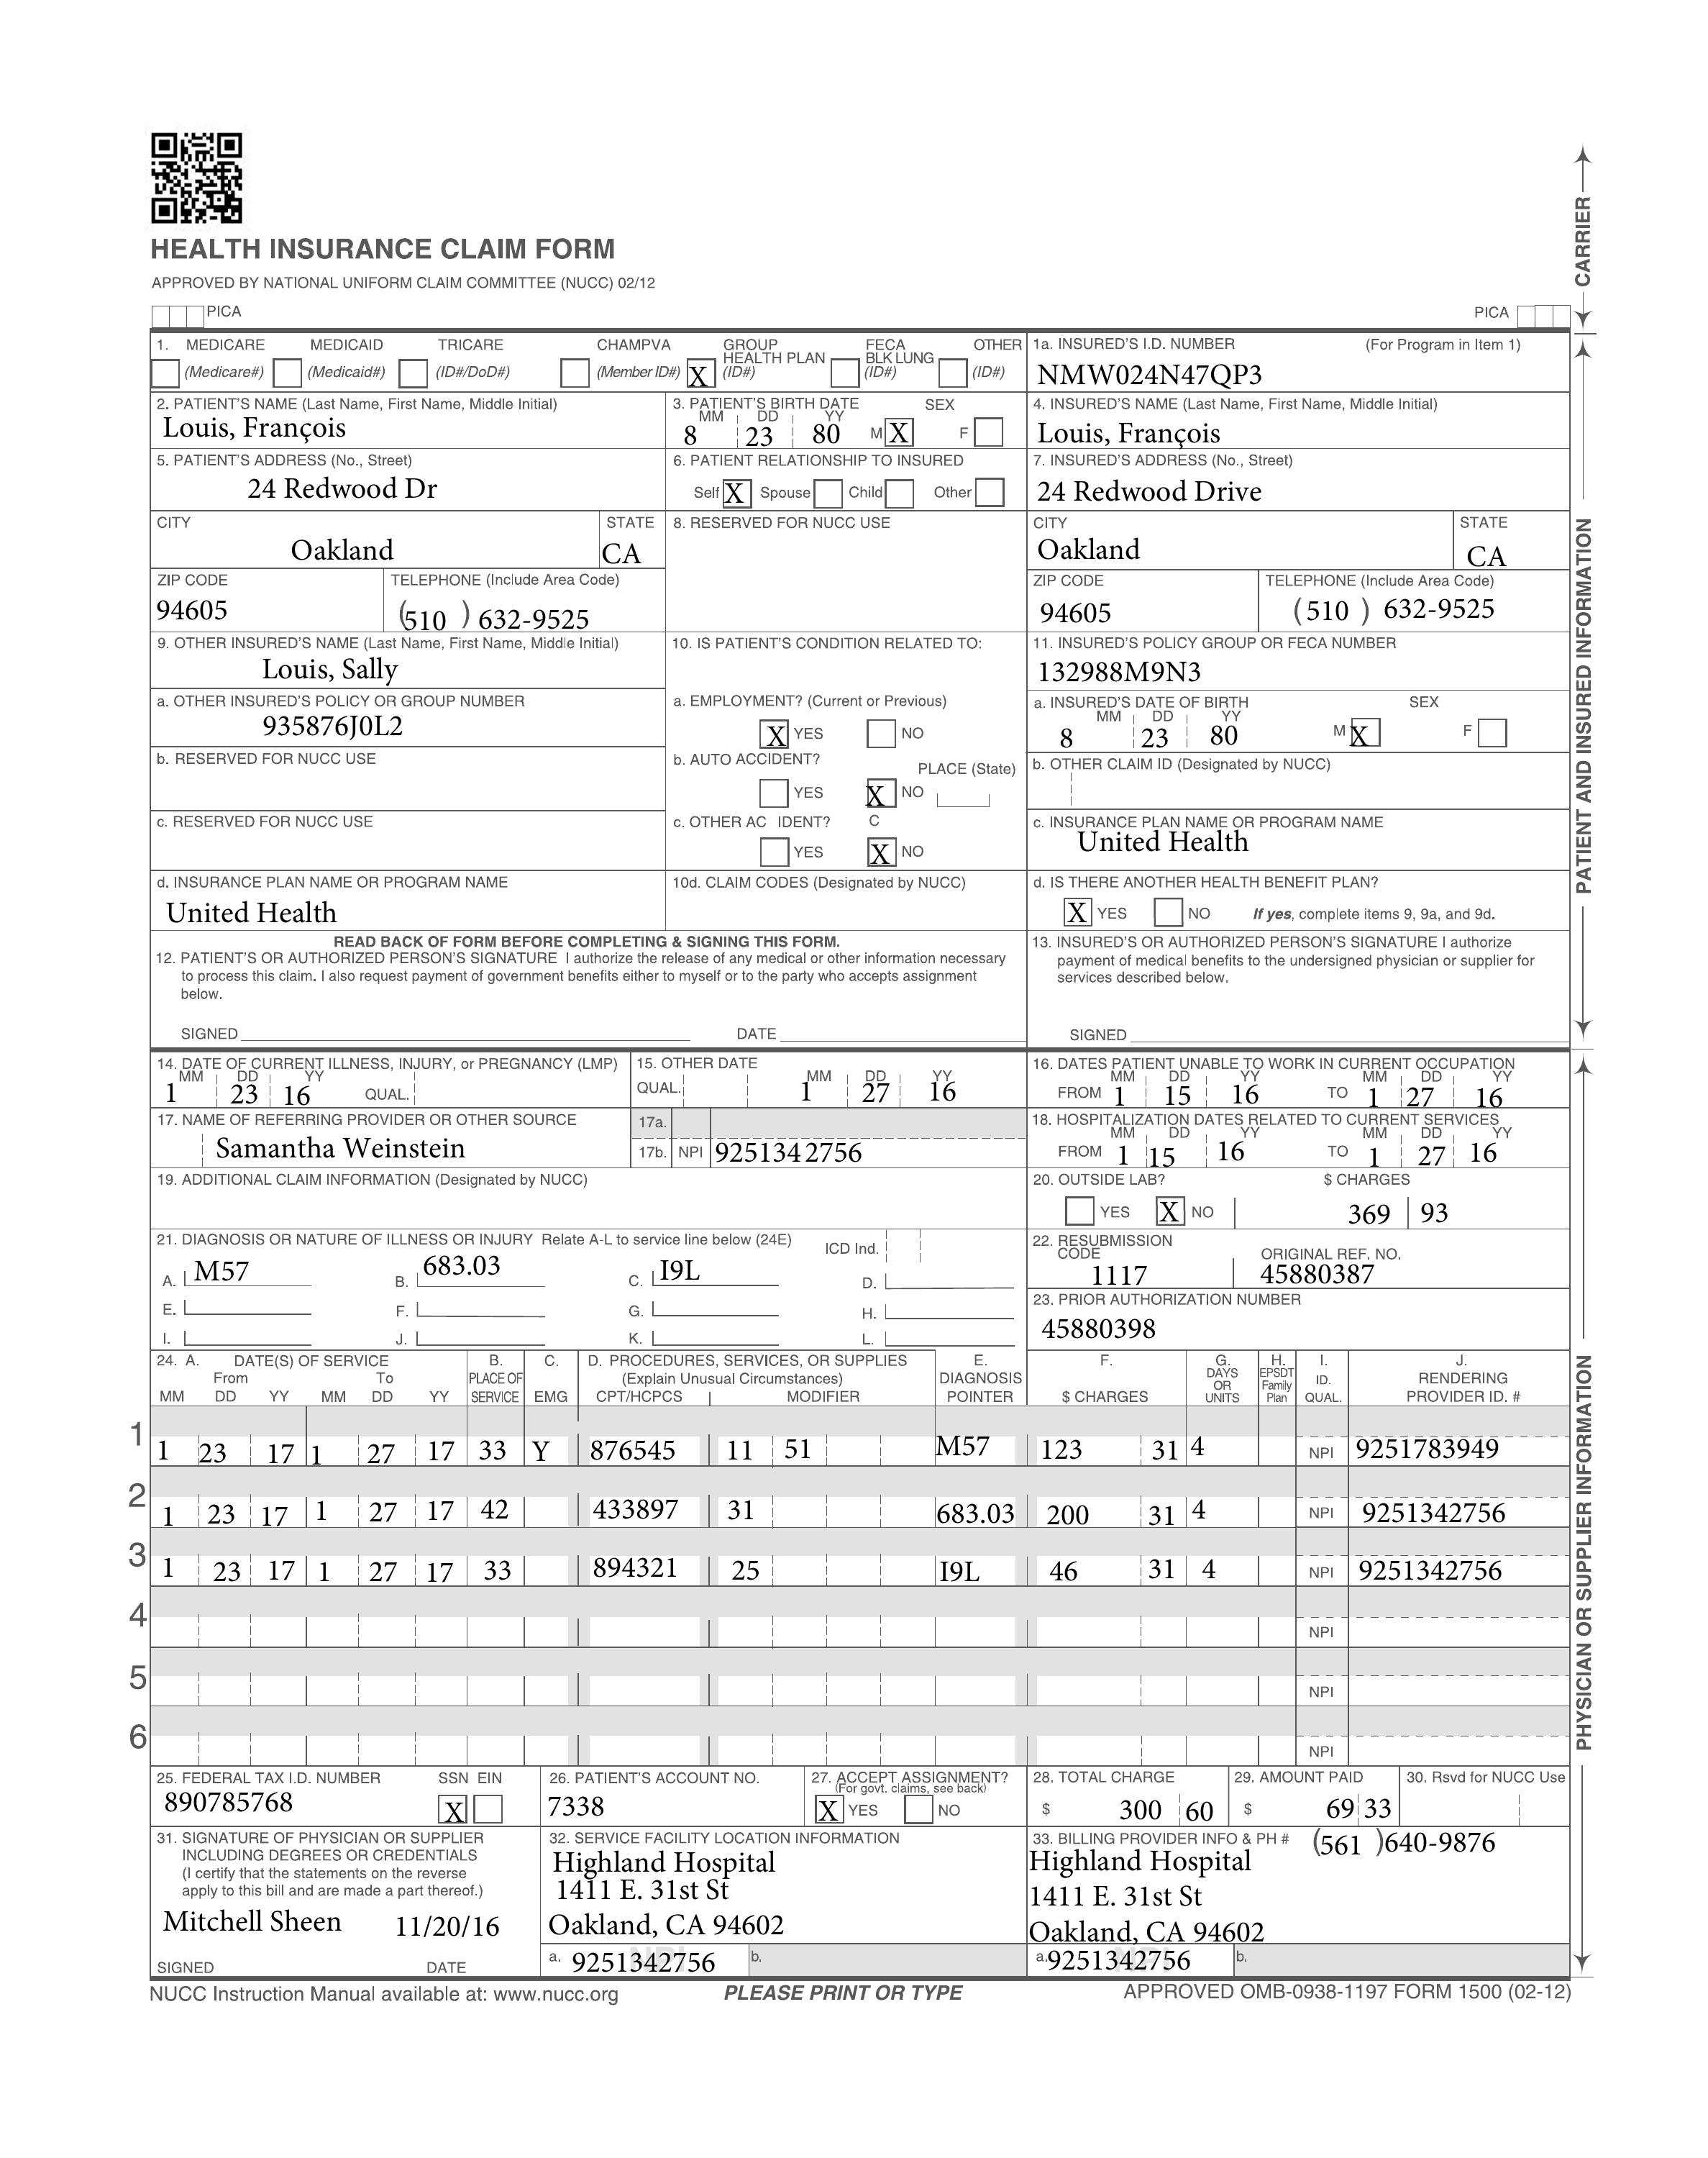 HEALTH INSURANCE CLAIM FORM
APPROVED BY NATIONAL UNIFORM CLAIM COMMITTEE (NUCC) 02/12
PICA
PICA
CARRIER
1. MEDICARE MEDICAID TRICARE CHAMPVA GROUP HEALTH PLAN FECA BLK LUNG OTHER
(Medicare#) (Medicaid#) (ID#/DoD#) (Member ID#) X (ID#) (ID#) (ID#)
1a. INSURED'S I.D. NUMBER (For Program in Item 1)
NMW024N47QP3
2. PATIENT'S NAME (Last Name, First Name, Middle Initial)
Louis, François
3. PATIENT'S BIRTH DATE SEX
MM DD YY
8 23 80 M X F
4. INSURED'S NAME (Last Name, First Name, Middle Initial)
Louis, François
5. PATIENT'S ADDRESS (No., Street)
24 Redwood Dr
6. PATIENT RELATIONSHIP TO INSURED
Self X Spouse Child Other
7. INSURED'S ADDRESS (No., Street)
24 Redwood Drive
CITY STATE
Oakland CA
8. RESERVED FOR NUCC USE
CITY STATE
Oakland CA
ZIP CODE TELEPHONE (Include Area Code)
94605 (510 ) 632-9525
ZIP CODE TELEPHONE (Include Area Code)
94605 (510 ) 632-9525
9. OTHER INSURED'S NAME (Last Name, First Name, Middle Initial)
Louis, Sally
10. IS PATIENT'S CONDITION RELATED TO:
11. INSURED'S POLICY GROUP OR FECA NUMBER
132988M9N3
a. OTHER INSURED'S POLICY OR GROUP NUMBER
935876J0L2
a. EMPLOYMENT? (Current or Previous)
X YES NO
a. INSURED'S DATE OF BIRTH SEX
MM DD YY
8 23 80 M X F
b. RESERVED FOR NUCC USE
b. AUTO ACCIDENT? PLACE (State)
YES X NO
b. OTHER CLAIM ID (Designated by NUCC)
c. RESERVED FOR NUCC USE
c. OTHER AC IDENT? C
YES X NO
c. INSURANCE PLAN NAME OR PROGRAM NAME
United Health
d. INSURANCE PLAN NAME OR PROGRAM NAME
United Health
10d. CLAIM CODES (Designated by NUCC)
d. IS THERE ANOTHER HEALTH BENEFIT PLAN?
X YES NO If yes, complete items 9, 9a, and 9d.
READ BACK OF FORM BEFORE COMPLETING & SIGNING THIS FORM.
12. PATIENT'S OR AUTHORIZED PERSON'S SIGNATURE I authorize the release of any medical or other information necessary
to process this claim. I also request payment of government benefits either to myself or to the party who accepts assignment
below.
SIGNED DATE
13. INSURED'S OR AUTHORIZED PERSON'S SIGNATURE I authorize
payment of medical benefits to the undersigned physician or supplier for
services described below.
SIGNED
PATIENT AND INSURED INFORMATION
14. DATE OF CURRENT ILLNESS, INJURY, or PREGNANCY (LMP)
MM DD YY
1 23 16 QUAL.
15. OTHER DATE
QUAL. MM DD YY
1 27 16
16. DATES PATIENT UNABLE TO WORK IN CURRENT OCCUPATION
MM DD YY MM DD YY
FROM 1 15 16 TO 1 27 16
17. NAME OF REFERRING PROVIDER OR OTHER SOURCE
Samantha Weinstein
17a.
17b. NPI 9251342756
18. HOSPITALIZATION DATES RELATED TO CURRENT SERVICES
MM DD YY MM DD YY
FROM 1 15 16 TO 1 27 16
19. ADDITIONAL CLAIM INFORMATION (Designated by NUCC)
20. OUTSIDE LAB? $ CHARGES
YES X NO 369 93
21. DIAGNOSIS OR NATURE OF ILLNESS OR INJURY Relate A-L to service line below (24E) ICD Ind.
A. M57 B. 683.03 C. I9L D.
E. F. G. H.
I. J. K. L.
22. RESUBMISSION
CODE ORIGINAL REF. NO.
1117 45880387
23. PRIOR AUTHORIZATION NUMBER
45880398
24. A. DATE(S) OF SERVICE B. C. D. PROCEDURES, SERVICES, OR SUPPLIES E. F. G. H. I. J.
From To PLACE OF (Explain Unusual Circumstances) DIAGNOSIS DAYS OR EPSDT Family ID. RENDERING
MM DD YY MM DD YY SERVICE EMG CPT/HCPCS MODIFIER POINTER $ CHARGES UNITS Plan QUAL. PROVIDER ID. #
1 1 23 17 1 27 17 33 Y 876545 11 51 M57 123 31 4 NPI 9251783949
2 1 23 17 1 27 17 42 433897 31 683.03 200 31 4 NPI 9251342756
3 1 23 17 1 27 17 33 894321 25 I9L 46 31 4 NPI 9251342756
4 NPI
5 NPI
6 NPI
25. FEDERAL TAX I.D. NUMBER SSN EIN
890785768 X
26. PATIENT'S ACCOUNT NO.
7338
27. ACCEPT ASSIGNMENT?
(For govt. claims, see back)
X YES NO
28. TOTAL CHARGE
$ 300 60
29. AMOUNT PAID
$ 69 33
30. Rsvd for NUCC Use
31. SIGNATURE OF PHYSICIAN OR SUPPLIER
INCLUDING DEGREES OR CREDENTIALS
(I certify that the statements on the reverse
apply to this bill and are made a part thereof.)
Mitchell Sheen 11/20/16
SIGNED DATE
32. SERVICE FACILITY LOCATION INFORMATION
Highland Hospital
1411 E. 31st St
Oakland, CA 94602
a. NPI 9251342756 b.
33. BILLING PROVIDER INFO & PH # (561 )640-9876
Highland Hospital
1411 E. 31st St
Oakland, CA 94602
a. NPI 9251342756 b.
PHYSICIAN OR SUPPLIER INFORMATION
NUCC Instruction Manual available at: www.nucc.org PLEASE PRINT OR TYPE APPROVED OMB-0938-1197 FORM 1500 (02-12)